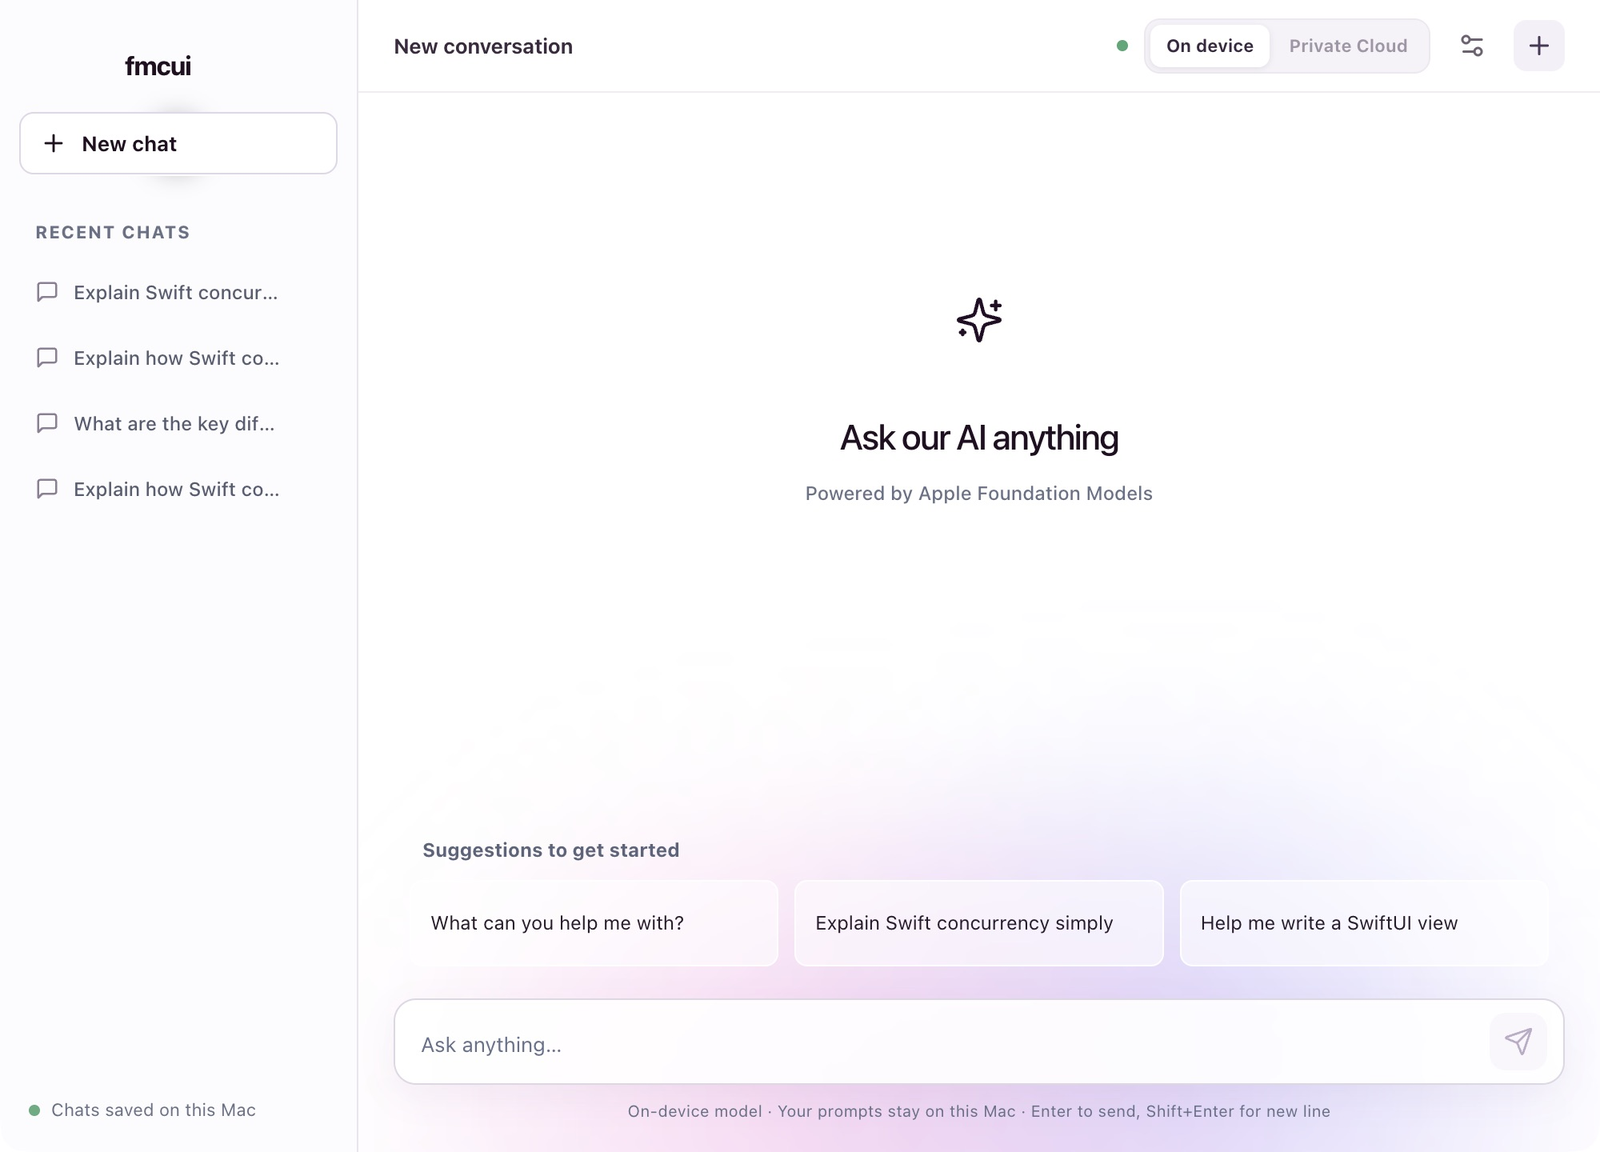 fmcui
New chat
RECENT CHATS
Explain Swift concur...
Explain how Swift co...
What are the key dif...
Explain how Swift co...
Chats saved on this Mac
New conversation
On device
Private Cloud
Ask our AI anything
Powered by Apple Foundation Models
Suggestions to get started
What can you help me with?
Explain Swift concurrency simply
Help me write a SwiftUI view
Ask anything...
On-device model · Your prompts stay on this Mac · Enter to send, Shift+Enter for new line